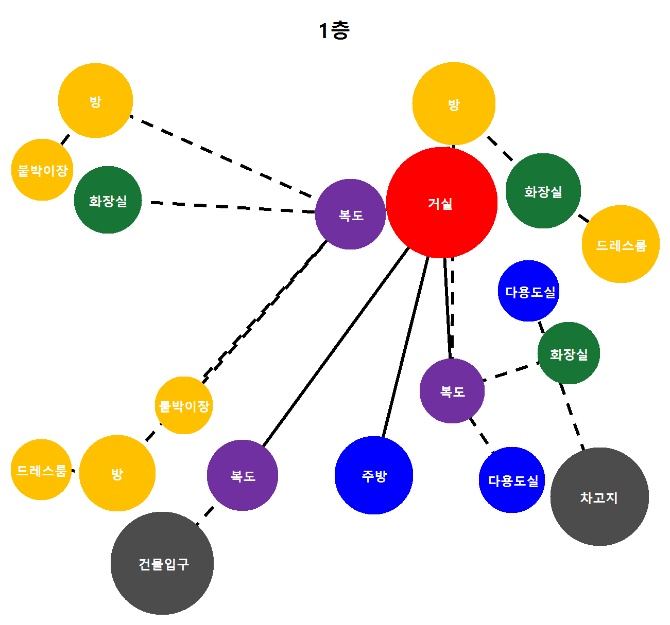 1층
방
방
붙박이장
화장실
화장실
복도
거실
드레스룸
다용도실
화장실
복도
붙박이장
드레스룸
방
복도
주방
다용도실
차고지
건물입구